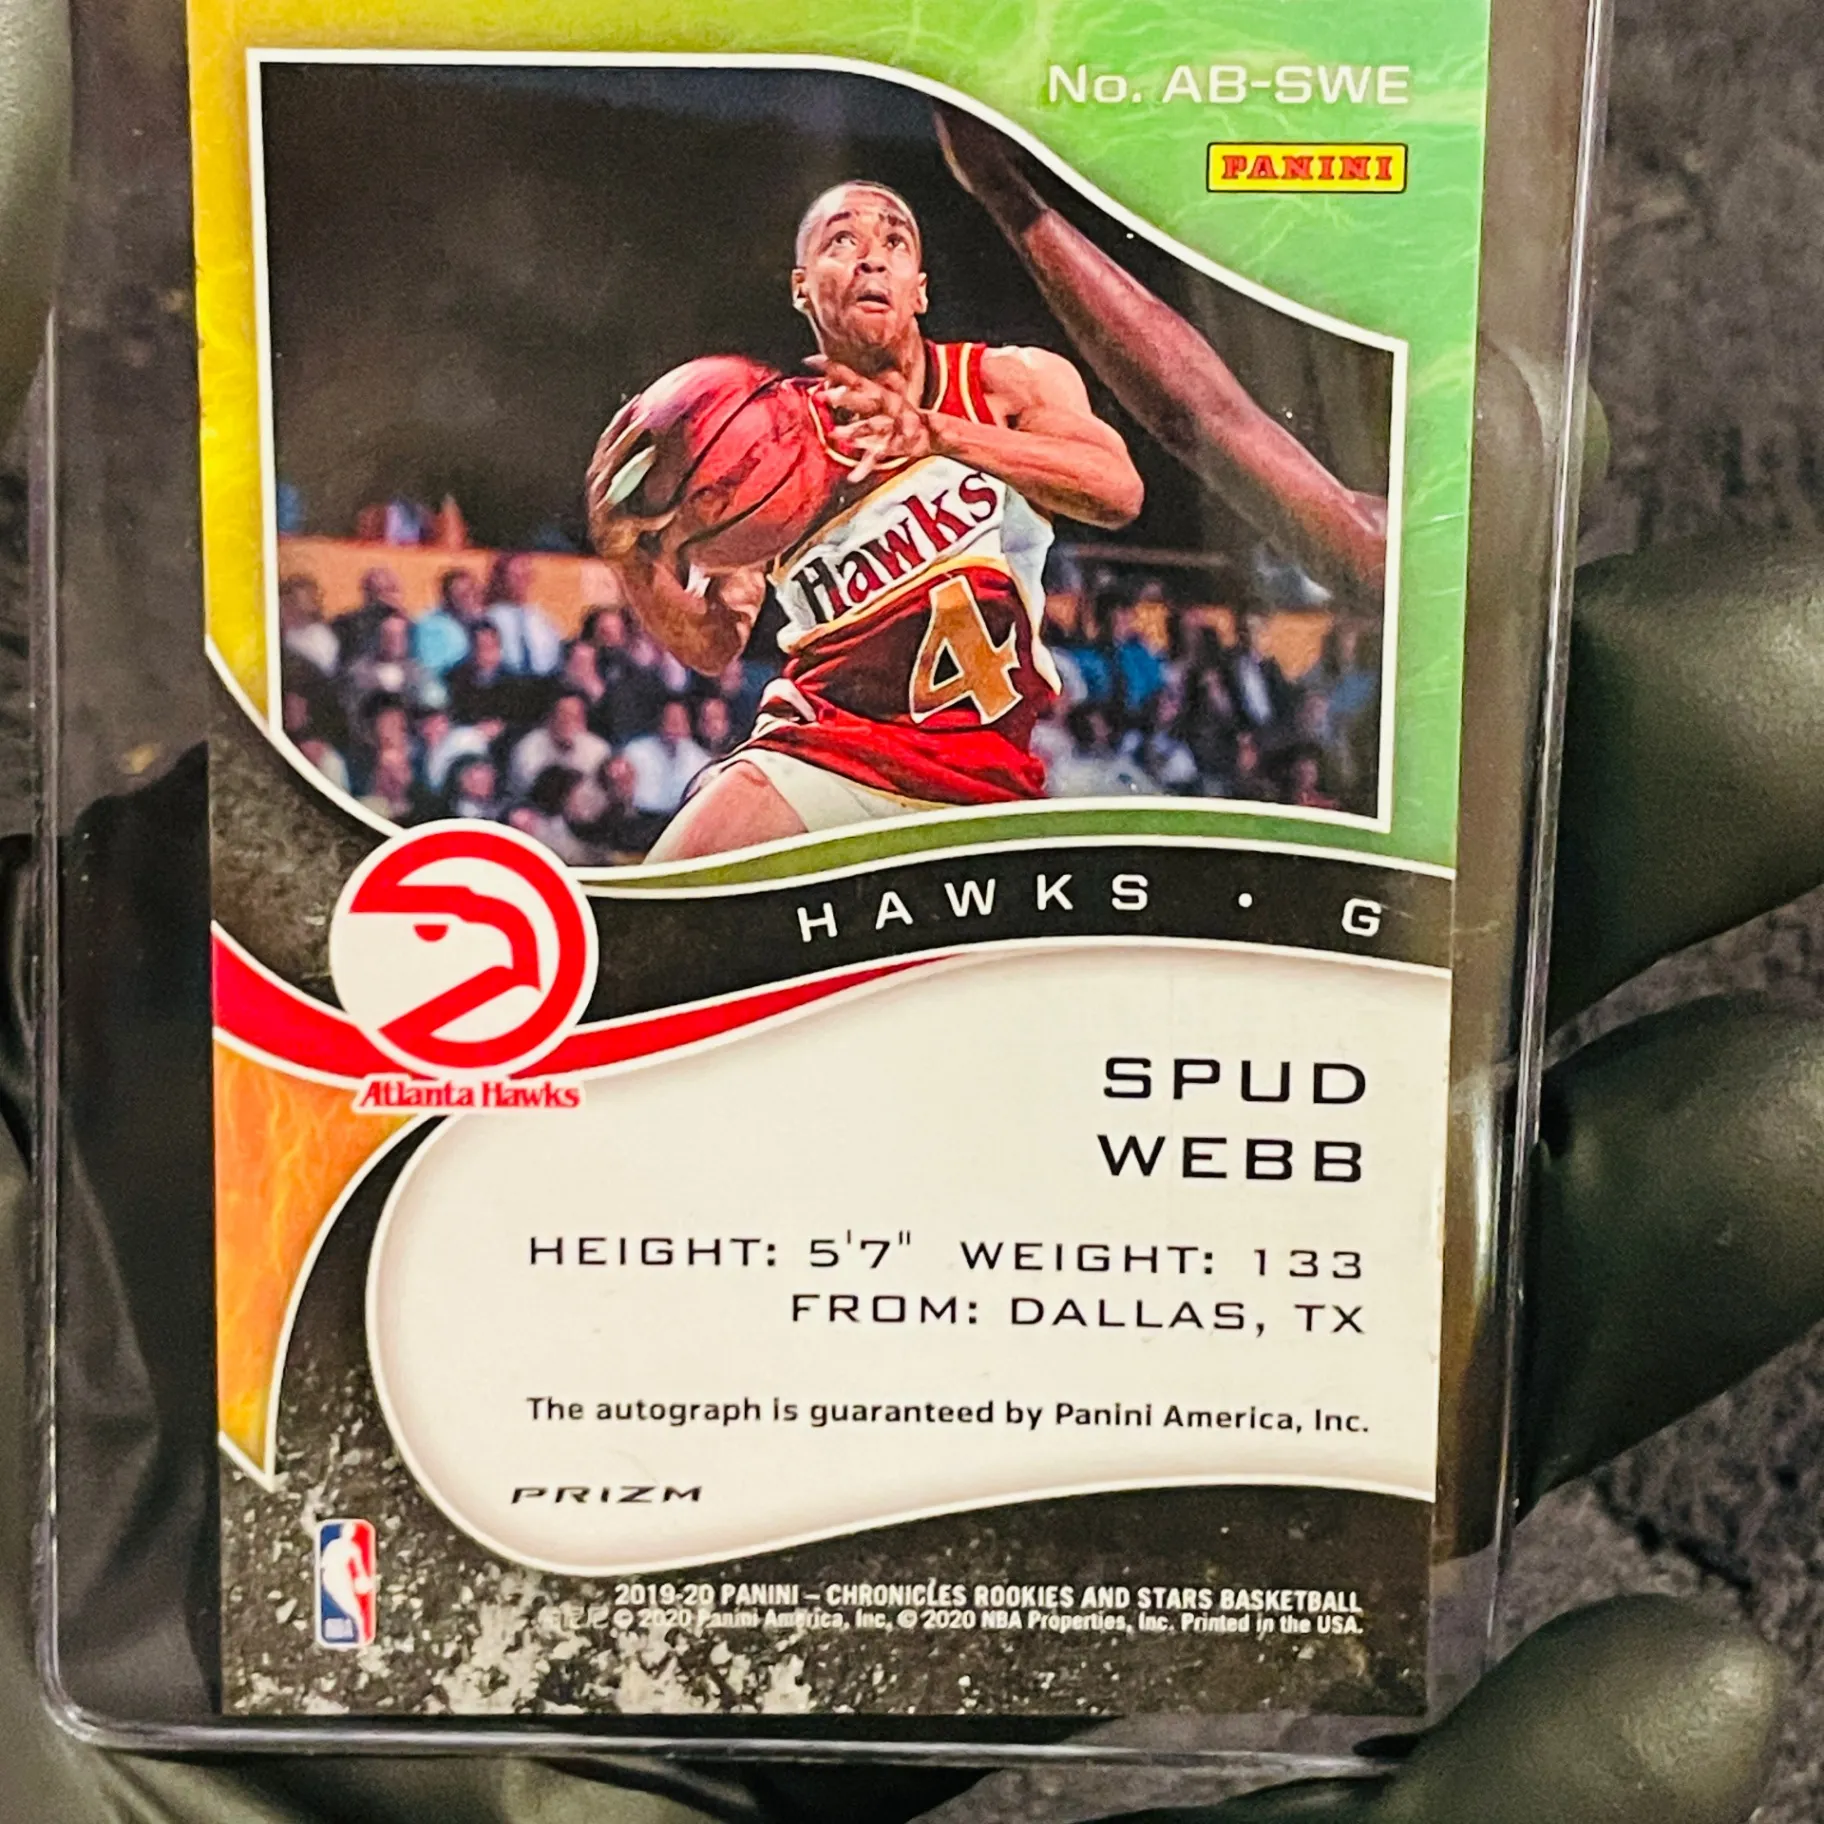 No. AB-SWE
PANINI
Hawks
4
HAWKS • G
Atlanta Hawks
SPUD
WEBB
HEIGHT: 5'7" WEIGHT: 133
FROM: DALLAS, TX
The autograph is guaranteed by Panini America, Inc.
PRIZM
NBA
2019-20 PANINI – CHRONICLES ROOKIES AND STARS BASKETBALL
© 2020 Panini America, Inc. © 2020 NBA Properties, Inc. Printed in the USA.